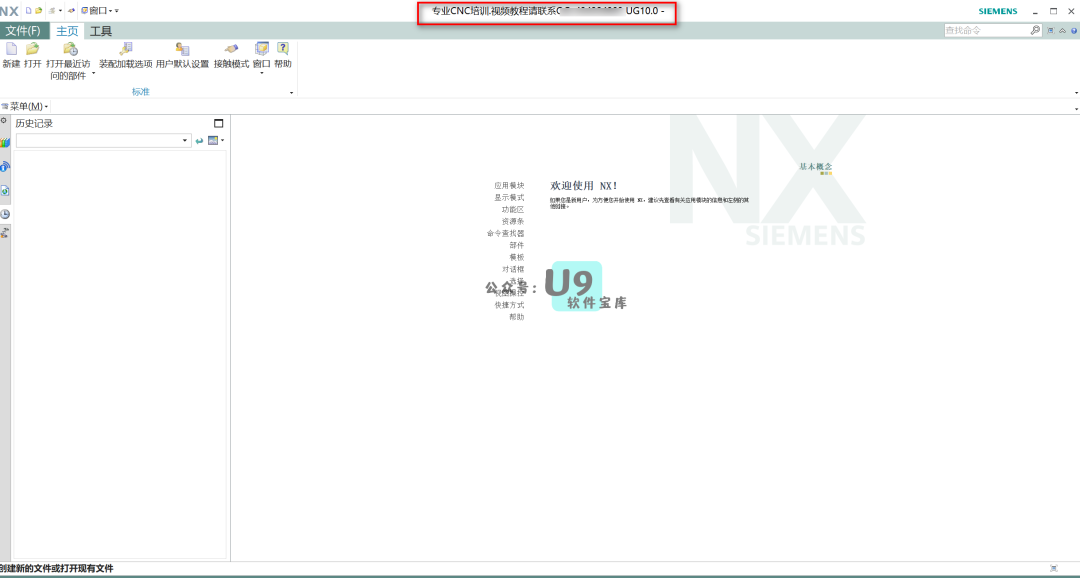 NX 窗口
专业CNC培训,视频教程请联系 UG10.0 -
SIEMENS
文件(F) 主页 工具
查找命令
新建 打开 打开最近访问的部件 装配加载选项 用户默认设置 接触模式 窗口 帮助
标准
菜单(M)
历史记录
NX
SIEMENS
基本概念
应用模块
欢迎使用 NX!
显示模式
如果您是新用户,为方便您开始使用 NX,建议先查看有关应用模块的信息和左侧的其
他链接。
功能区
资源条
命令查找器
部件
模板
对话框
选择
公众号:U9
软件宝库
快捷方式
帮助
创建新的文件或打开现有文件